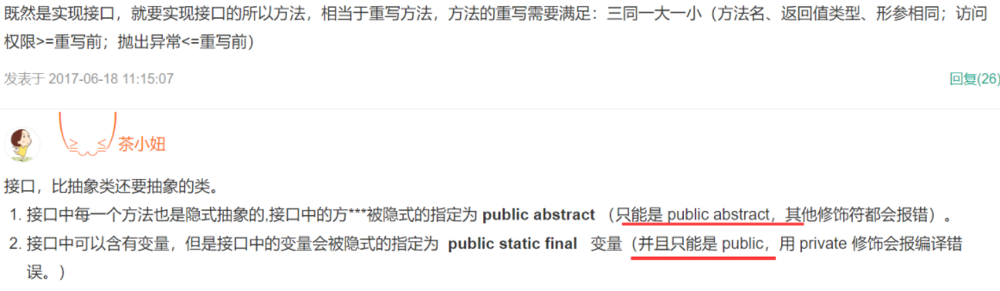 既然是实现接口，就要实现接口的所以方法，相当于重写方法，方法的重写需要满足：三同一大一小（方法名、返回值类型、形参相同；访问
权限>=重写前；抛出异常<=重写前）
发表于 2017-06-18 11:15:07
回复(26)
≧◡◡≦ 茶小妞
接口，比抽象类还要抽象的类。
1. 接口中每一个方法也是隐式抽象的,接口中的方***被隐式的指定为 public abstract （只能是 public abstract，其他修饰符都会报错）。
2. 接口中可以含有变量，但是接口中的变量会被隐式的指定为 public static final 变量（并且只能是 public，用 private 修饰会报编译错
误。）